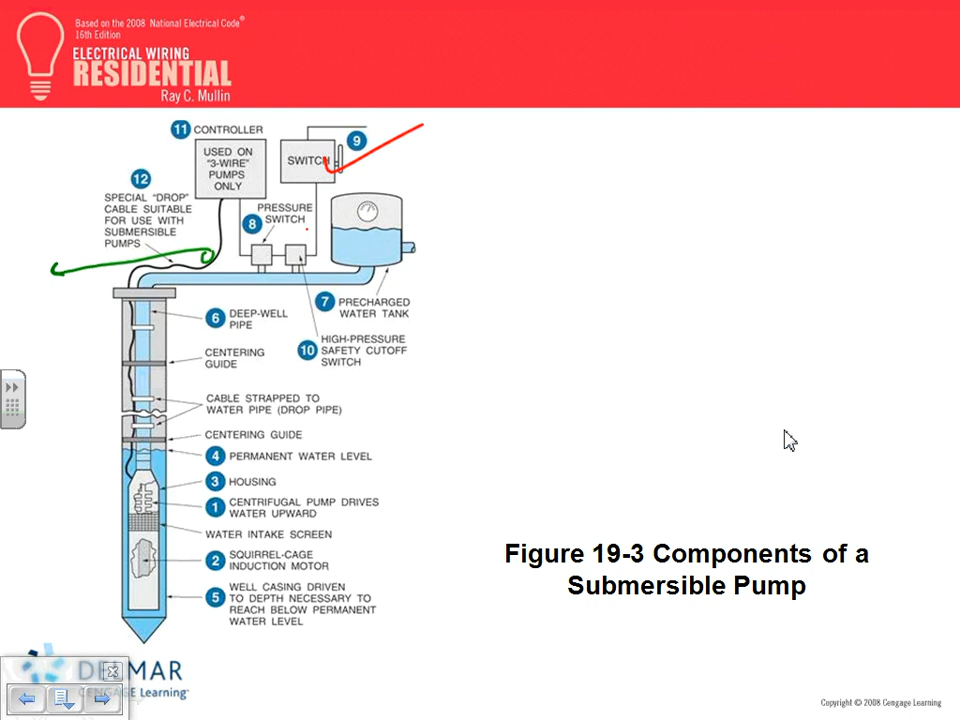 Based on the 2008 National Electrical Code®
16th Edition
ELECTRICAL WIRING
RESIDENTIAL
Ray C. Mullin
11 CONTROLLER
USED ON
"3-WIRE"
PUMPS
ONLY
SWITCH
9
12
SPECIAL "DROP"
CABLE SUITABLE
FOR USE WITH
SUBMERSIBLE
PUMPS
8
PRESSURE
SWITCH
7 PRECHARGED
WATER TANK
6 DEEP-WELL
PIPE
10 HIGH-PRESSURE
SAFETY CUTOFF
SWITCH
CENTERING
GUIDE
CABLE STRAPPED TO
WATER PIPE (DROP PIPE)
CENTERING GUIDE
4 PERMANENT WATER LEVEL
3 HOUSING
1 CENTRIFUGAL PUMP DRIVES
WATER UPWARD
WATER INTAKE SCREEN
2 SQUIRREL-CAGE
INDUCTION MOTOR
5 WELL CASING DRIVEN
TO DEPTH NECESSARY TO
REACH BELOW PERMANENT
WATER LEVEL
Figure 19-3 Components of a
Submersible Pump
DELMAR
CENGAGE Learning™
Copyright © 2008 Cengage Learning